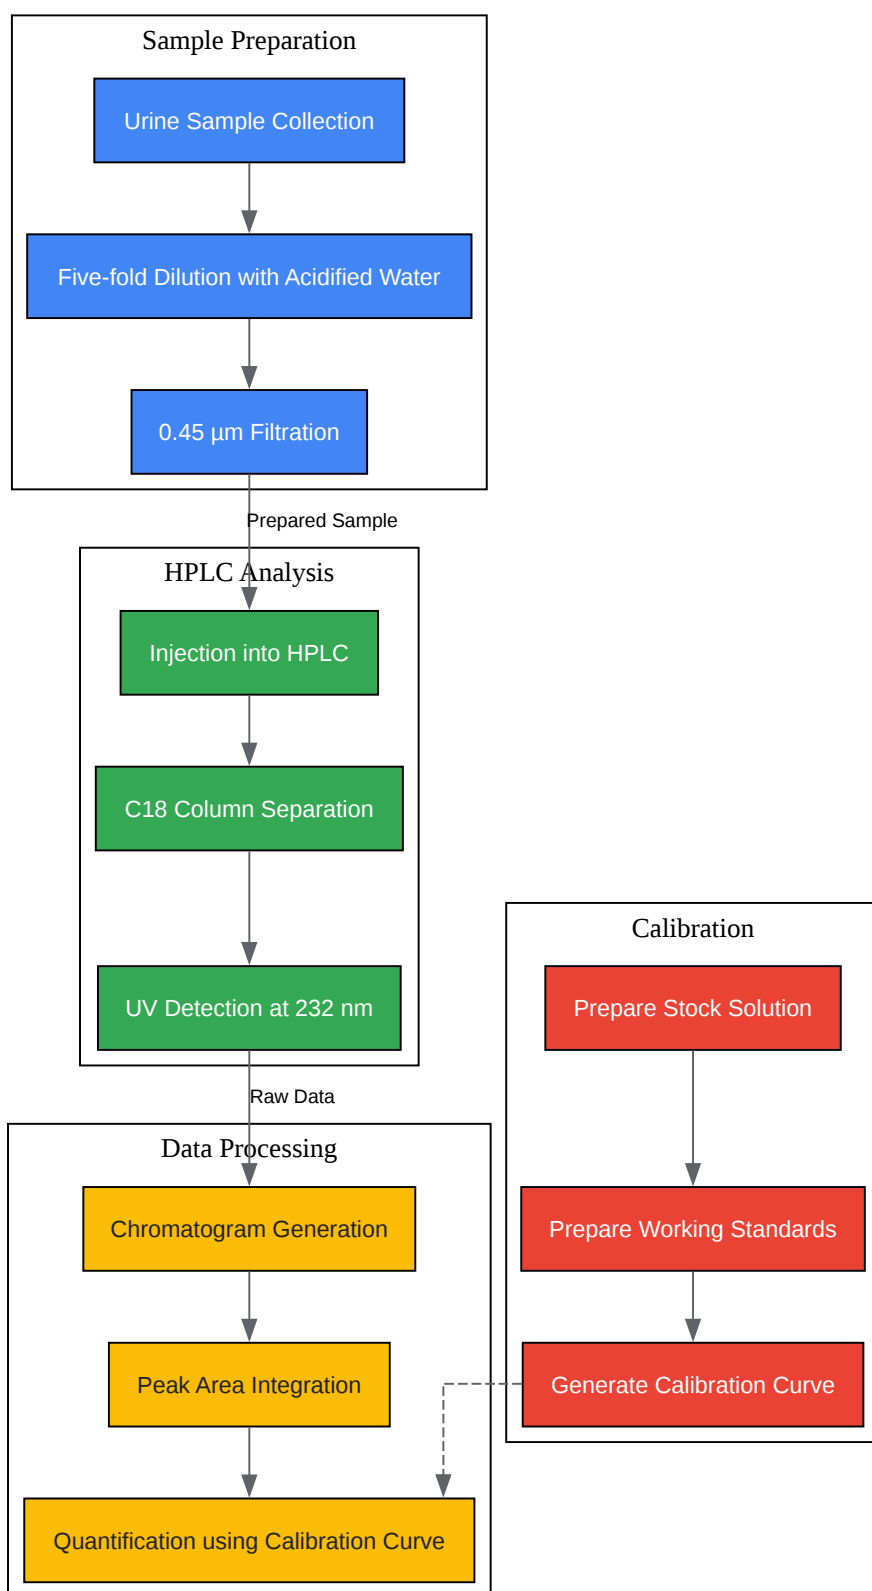 Sample Preparation
Urine Sample Collection
Five-fold Dilution with Acidified Water
0.45 µm Filtration
Prepared Sample
HPLC Analysis
Injection into HPLC
C18 Column Separation
UV Detection at 232 nm
Raw Data
Data Processing
Chromatogram Generation
Peak Area Integration
Quantification using Calibration Curve
Calibration
Prepare Stock Solution
Prepare Working Standards
Generate Calibration Curve